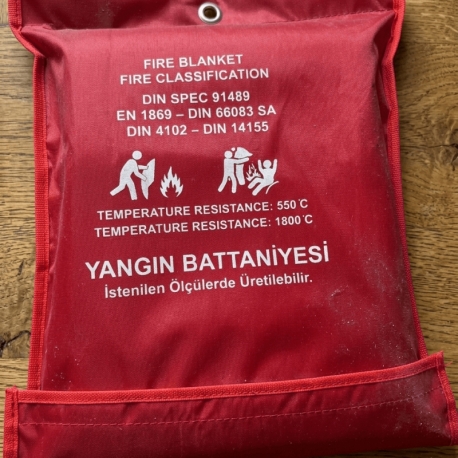 FIRE BLANKET
FIRE CLASSIFICATION
DIN SPEC 91489
EN 1869 – DIN 66083 SA
DIN 4102 – DIN 14155
TEMPERATURE RESISTANCE: 550°C
TEMPERATURE RESISTANCE: 1800°C
YANGIN BATTANİYESİ
İstenilen Ölçülerde Üretilebilir.